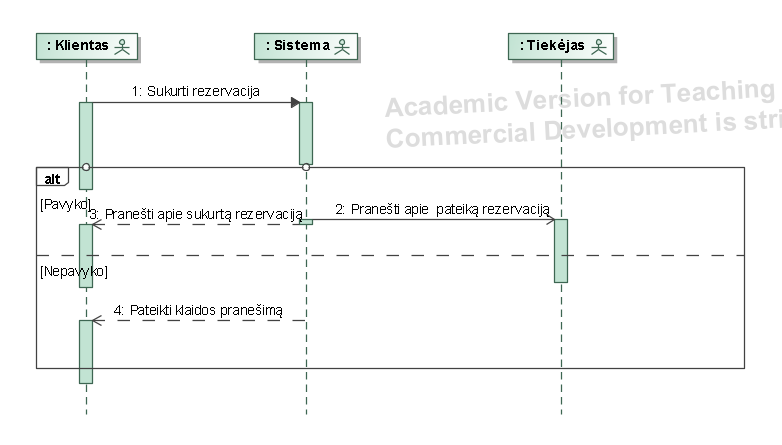 : Klientas
: Sistema
: Tiekėjas
1: Sukurti rezervacija
Academic Version for Teaching
Commercial Development is stri
alt
[Pavyko]
3: Pranešti apie sukurtą rezervaciją
2: Pranešti apie pateiką rezervaciją
[Nepavyko]
4: Pateikti klaidos pranešimą